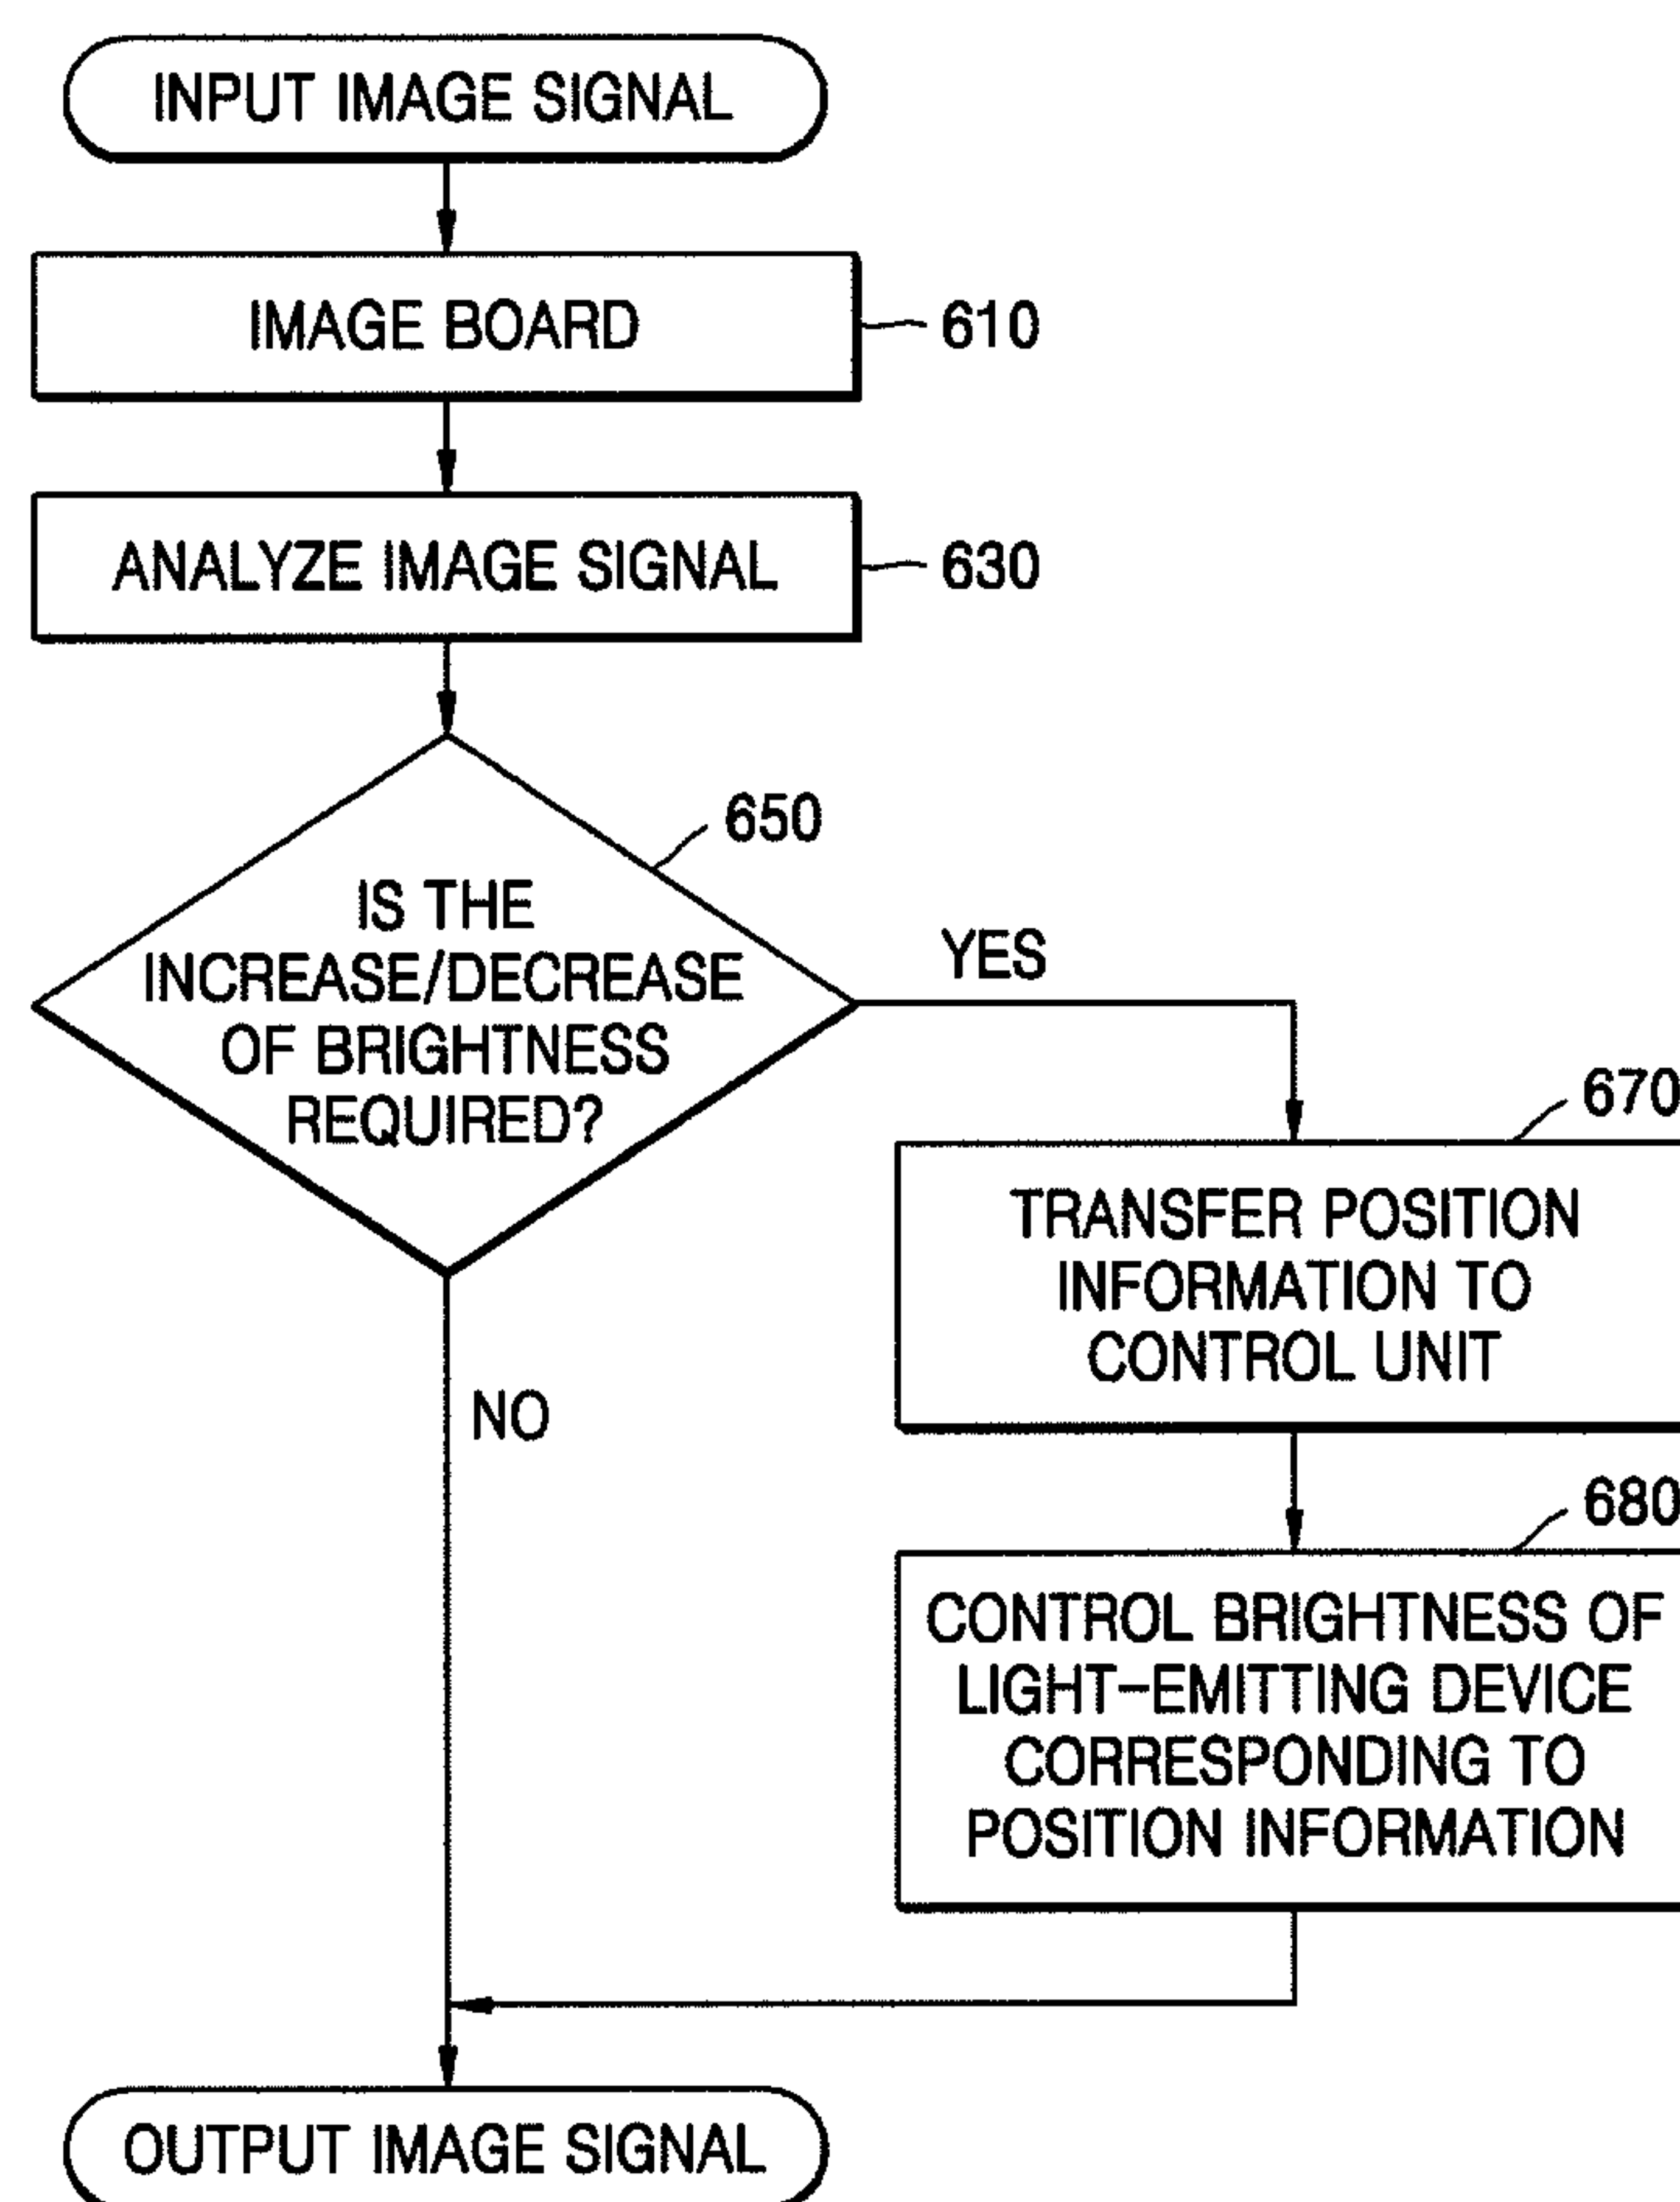 INPUT IMAGE SIGNAL
IMAGE BOARD
610
ANALYZE IMAGE SIGNAL
630
650
IS THE
INCREASE/DECREASE
OF BRIGHTNESS
REQUIRED?
YES
670
TRANSFER POSITION
INFORMATION TO
CONTROL UNIT
NO
680
CONTROL BRIGHTNESS OF
LIGHT-EMITTING DEVICE
CORRESPONDING TO
POSITION INFORMATION
OUTPUT IMAGE SIGNAL